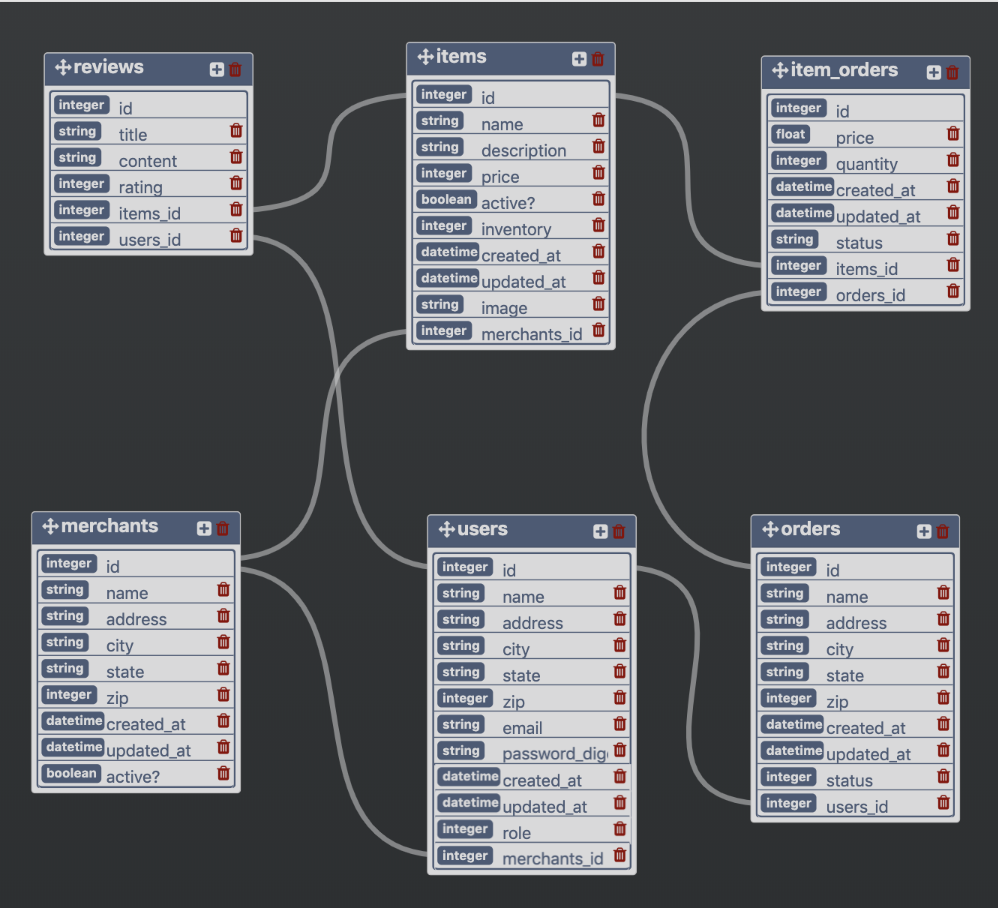 reviews
integer id
string title
string content
integer rating
integer items_id
integer users_id
items
integer id
string name
string description
integer price
boolean active?
integer inventory
datetime created_at
datetime updated_at
string image
integer merchants_id
item_orders
integer id
float price
integer quantity
datetime created_at
datetime updated_at
string status
integer items_id
integer orders_id
merchants
integer id
string name
string address
string city
string state
integer zip
datetime created_at
datetime updated_at
boolean active?
users
integer id
string name
string address
string city
string state
integer zip
string email
string password_dig
datetime created_at
datetime updated_at
integer role
integer merchants_id
orders
integer id
string name
string address
string city
string state
integer zip
datetime created_at
datetime updated_at
integer status
integer users_id